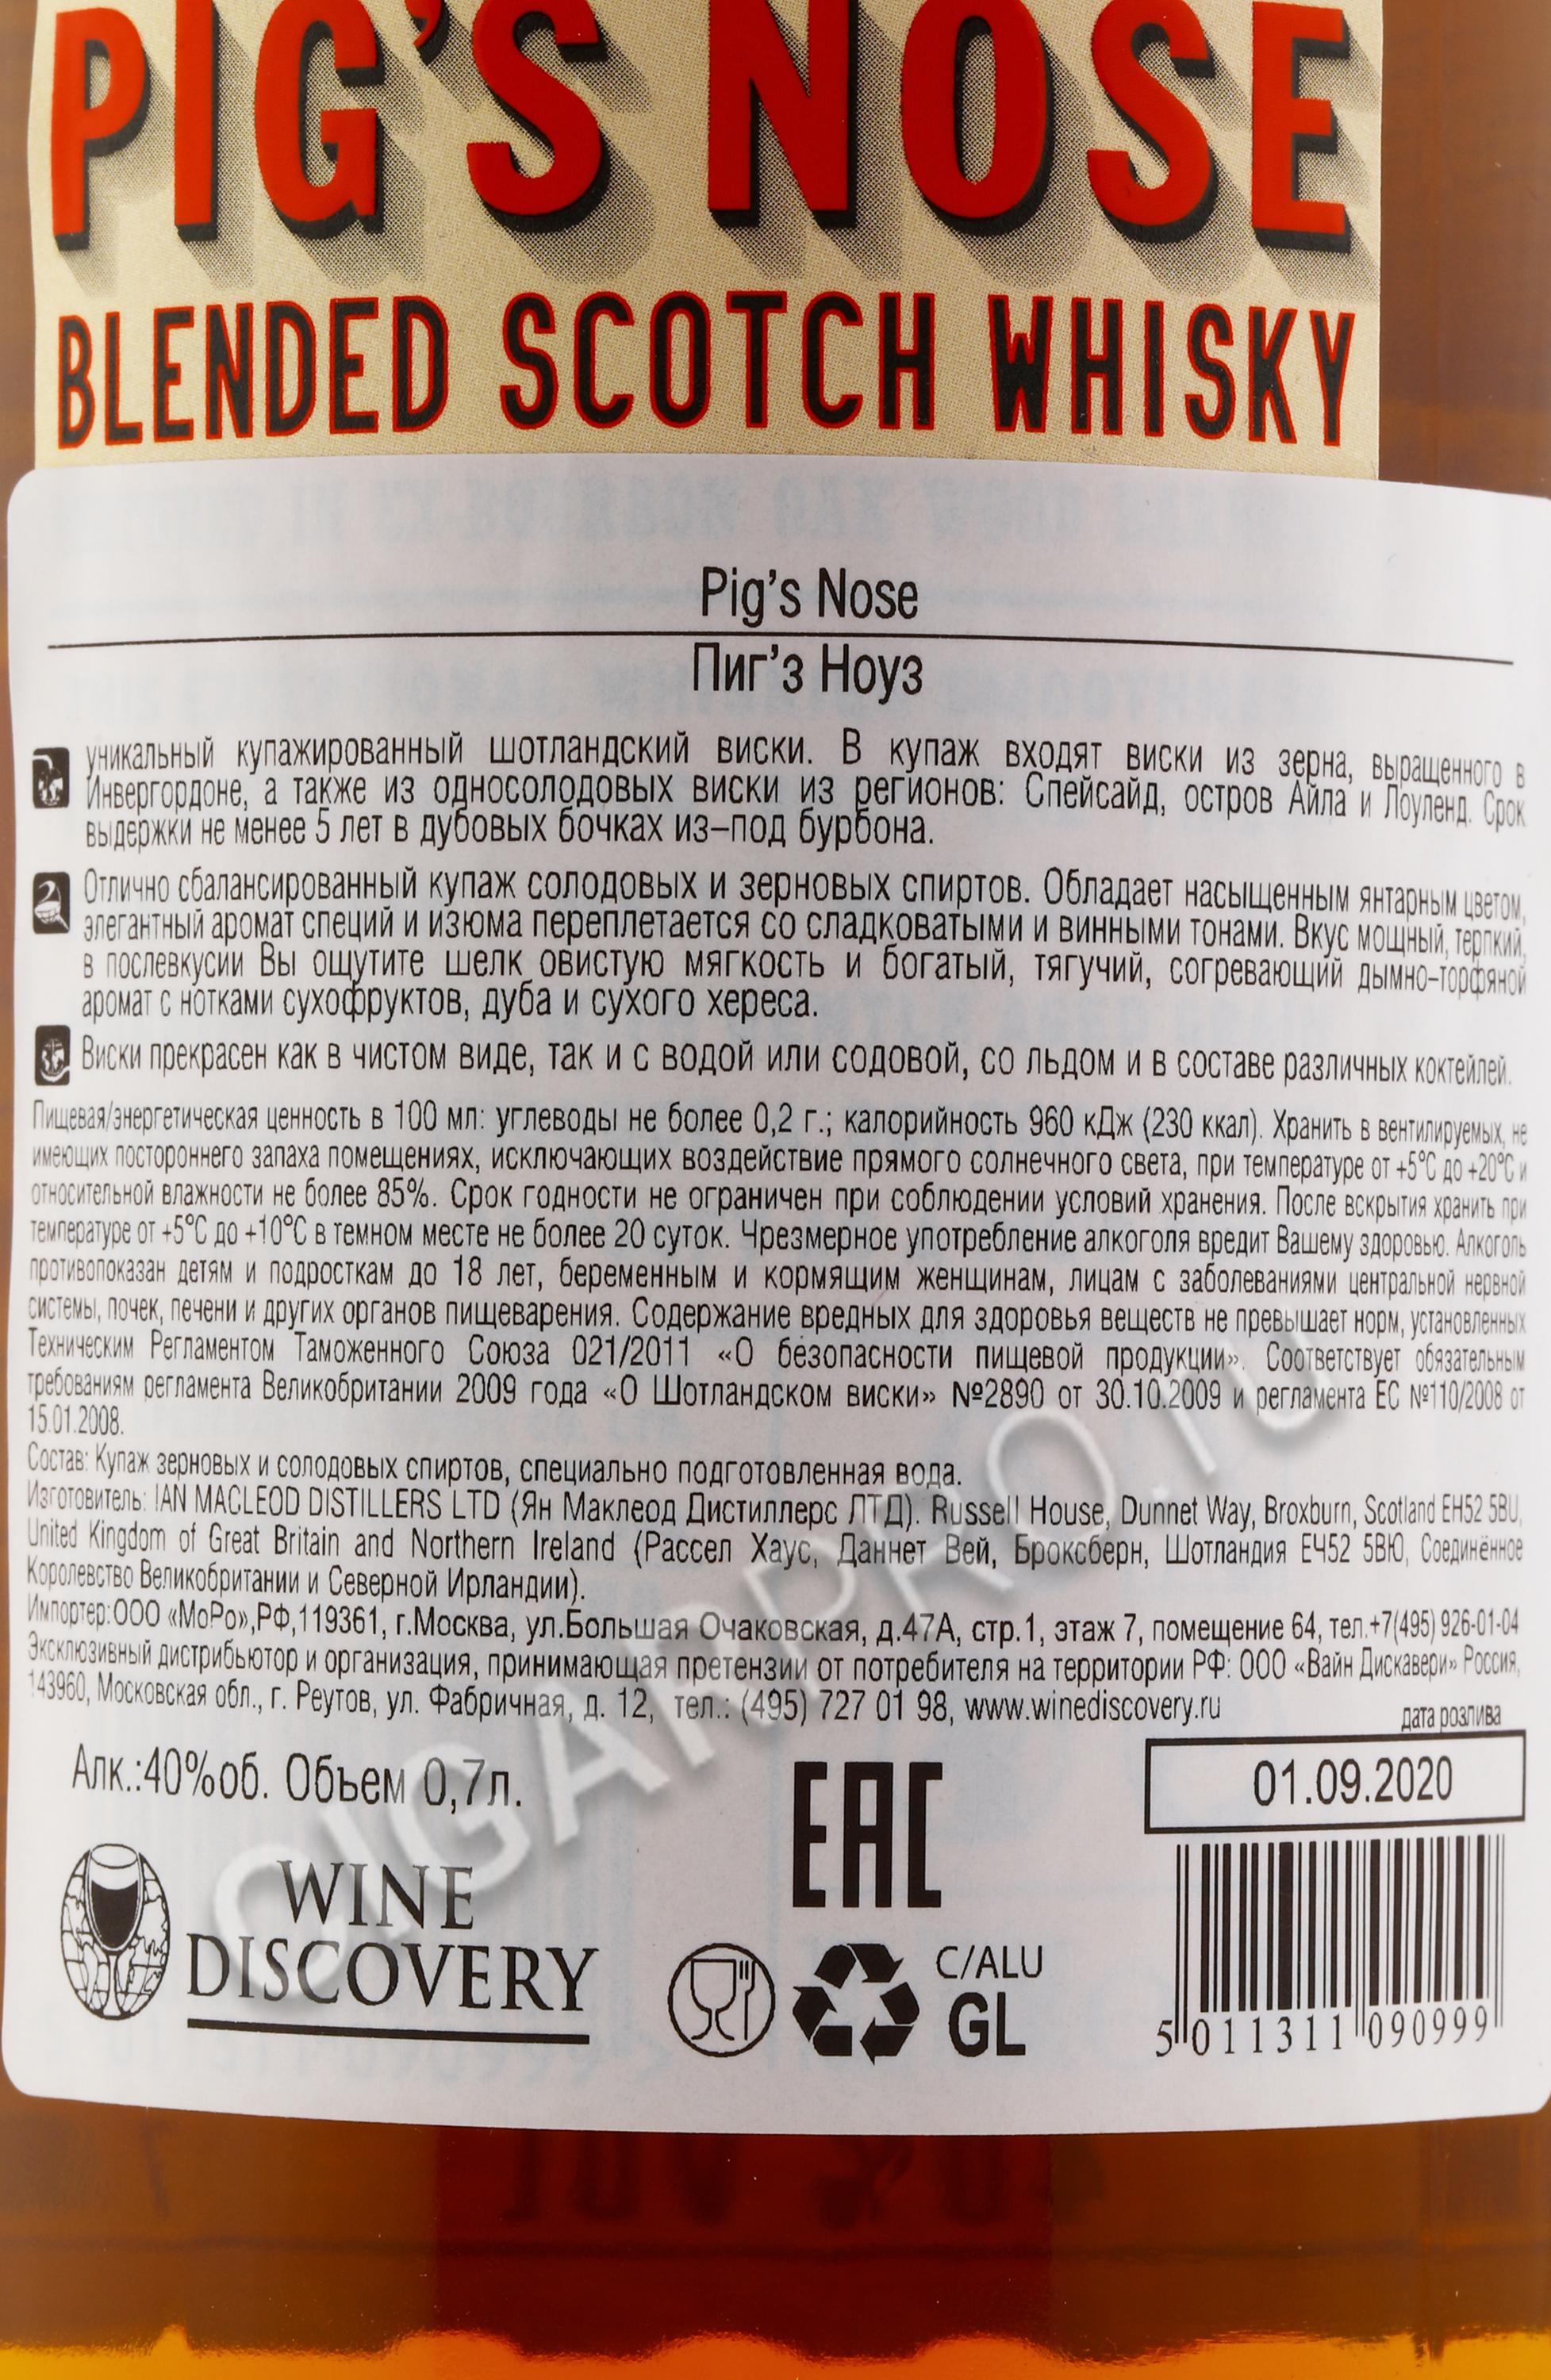 PIG'S NOSE
BLENDED SCOTCH WHISKY
Pig's Nose
Пиг'з Ноуз
уникальный купажированный шотландский виски. В купаж входят виски из зерна, выращенного в
Инвергордоне, а также из односолодовых виски из регионов: Спейсайд, остров Айла и Лоуленд. Срок
выдержки не менее 5 лет в дубовых бочках из-под бурбона.
Отлично сбалансированный купаж солодовых и зерновых спиртов. Обладает насыщенным янтарным цветом,
элегантный аромат специй и изюма переплетается со сладковатыми и винными тонами. Вкус мощный, терпкий,
в послевкусии Вы ощутите шелк овистую мягкость и богатый, тягучий, согревающий дымно-торфяной
аромат с нотками сухофруктов, дуба и сухого хереса.
Виски прекрасен как в чистом виде, так и с водой или содовой, со льдом и в составе различных коктейлей.
Пищевая/энергетическая ценность в 100 мл: углеводы не более 0,2 г.; калорийность 960 кДж (230 ккал). Хранить в вентилируемых, не
имеющих постороннего запаха помещениях, исключающих воздействие прямого солнечного света, при температуре от +5°С до +20°С и
относительной влажности не более 85%. Срок годности не ограничен при соблюдении условий хранения. После вскрытия хранить при
температуре от +5°С до +10°С в темном месте не более 20 суток. Чрезмерное употребление алкоголя вредит Вашему здоровью. Алкоголь
противопоказан детям и подросткам до 18 лет, беременным и кормящим женщинам, лицам с заболеваниями центральной нервной
системы, почек, печени и других органов пищеварения. Содержание вредных для здоровья веществ не превышает норм, установленных
Техническим Регламентом Таможенного Союза 021/2011 «О безопасности пищевой продукции». Соответствует обязательным
требованиям регламента Великобритании 2009 года «О Шотландском виски» №2890 от 30.10.2009 и регламента ЕС №110/2008 от
15.01.2008.
Состав: Купаж зерновых и солодовых спиртов, специально подготовленная вода.
Изготовитель: IAN MACLEOD DISTILLERS LTD (Ян Маклеод Дистиллерс ЛТД). Russell House, Dunnet Way, Broxburn, Scotland EH52 5BU,
United Kingdom of Great Britain and Northern Ireland (Рассел Хаус, Даннет Вей, Броксберн, Шотландия ЕЧ52 5ВЮ, Соединённое
Королевство Великобритании и Северной Ирландии).
Импортер:ООО «МоРо»,РФ,119361, г.Москва, ул.Большая Очаковская, д.47А, стр.1, этаж 7, помещение 64, тел.+7(495) 926-01-04
Эксклюзивный дистрибьютор и организация, принимающая претензии от потребителя на территории РФ: ООО «Вайн Дискавери» Россия,
143960, Московская обл., г. Реутов, ул. Фабричная, д. 12, тел.: (495) 727 01 98, www.winediscovery.ru
дата розлива
Алк.:40%об. Объем 0,7л.
EAC
01.09.2020
WINE
DISCOVERY
C/ALU
GL
5 011311 090999
CIGARPRO.ru